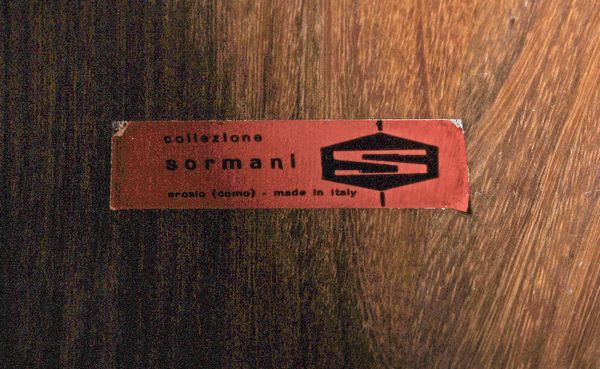 collezione
sormani
S
arosio (como) - made in italy